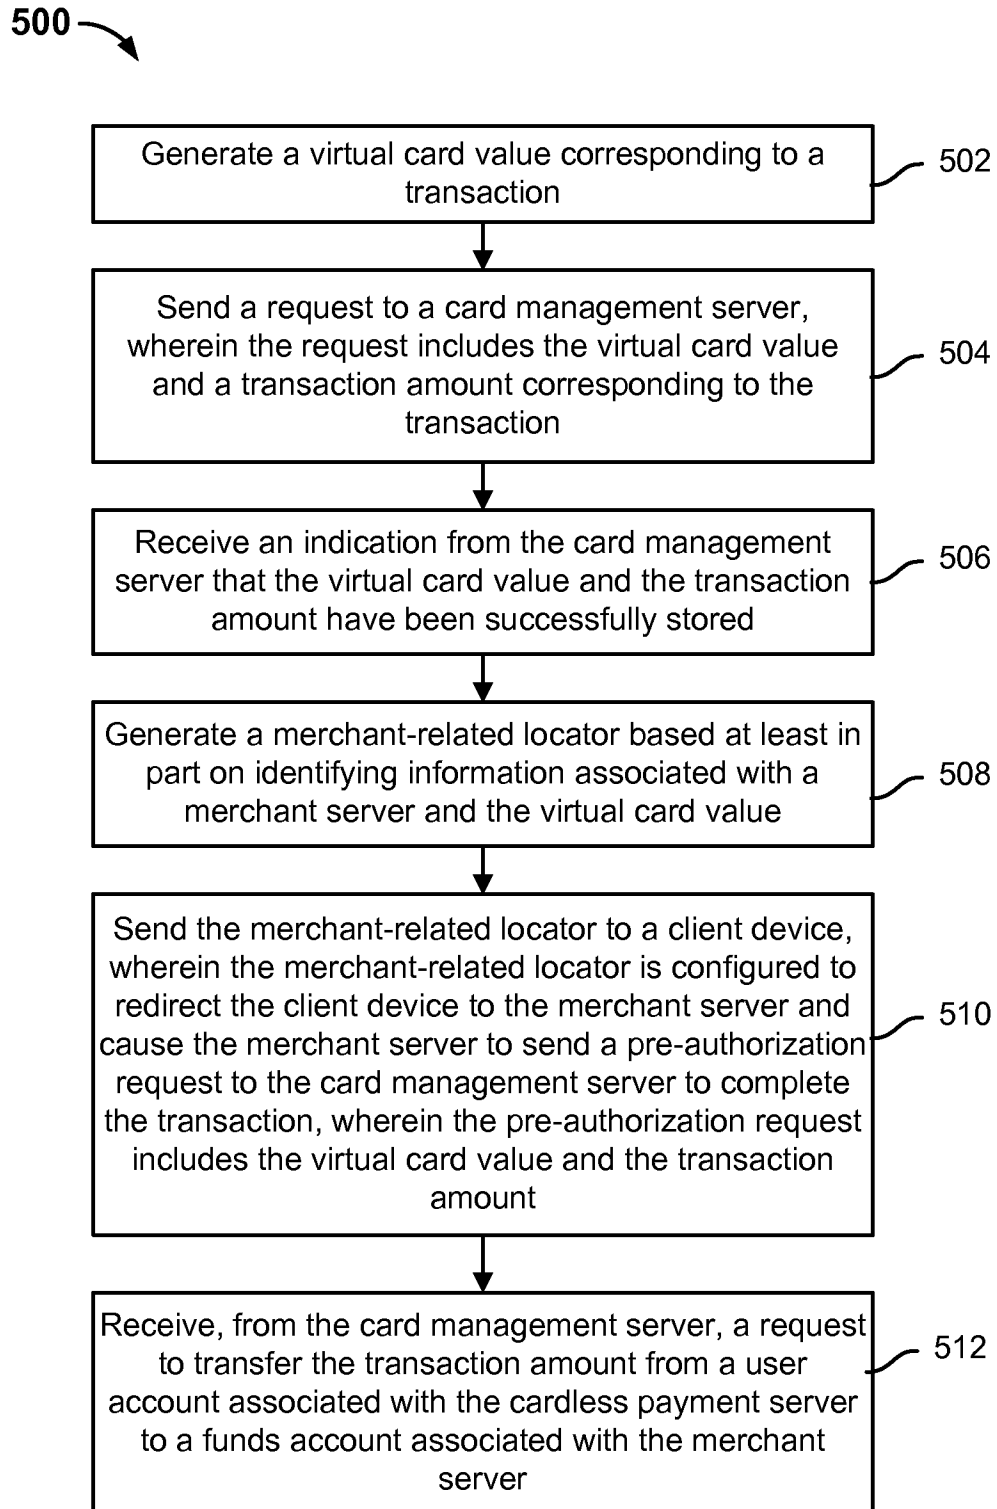 500
Generate a virtual card value corresponding to a
transaction
502
Send a request to a card management server,
wherein the request includes the virtual card value
and a transaction amount corresponding to the
transaction
504
Receive an indication from the card management
server that the virtual card value and the transaction
amount have been successfully stored
506
Generate a merchant-related locator based at least in
part on identifying information associated with a
merchant server and the virtual card value
508
Send the merchant-related locator to a client device,
wherein the merchant-related locator is configured to
redirect the client device to the merchant server and
cause the merchant server to send a pre-authorization
request to the card management server to complete
the transaction, wherein the pre-authorization request
includes the virtual card value and the transaction
amount
510
Receive, from the card management server, a request
to transfer the transaction amount from a user
account associated with the cardless payment server
to a funds account associated with the merchant
server
512